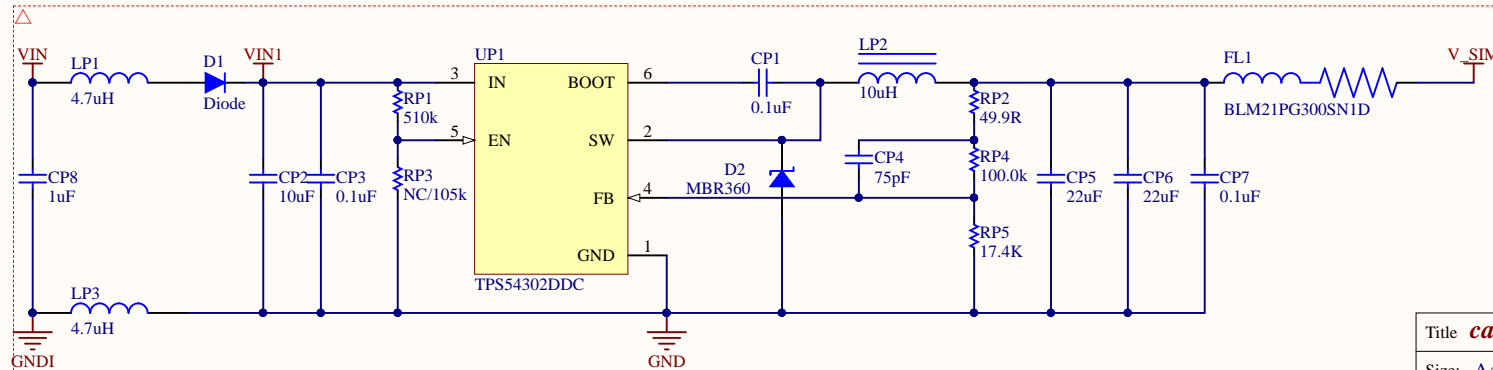 VIN
LP1
4.7uH
D1
Diode
VIN1
UP1
3
IN
BOOT
6
5
EN
SW
2
FB
4
GND
1
TPS54302DDC
RP1
510k
RP3
NC/105k
CP8
1uF
CP2
10uF
CP3
0.1uF
LP3
4.7uH
GNDI
GND
CP1
0.1uF
LP2
10uH
D2
MBR360
CP4
75pF
RP2
49.9R
RP4
100.0k
RP5
17.4K
CP5
22uF
CP6
22uF
CP7
0.1uF
FL1
BLM21PG300SN1D
V_SIM
Title ca
Size: